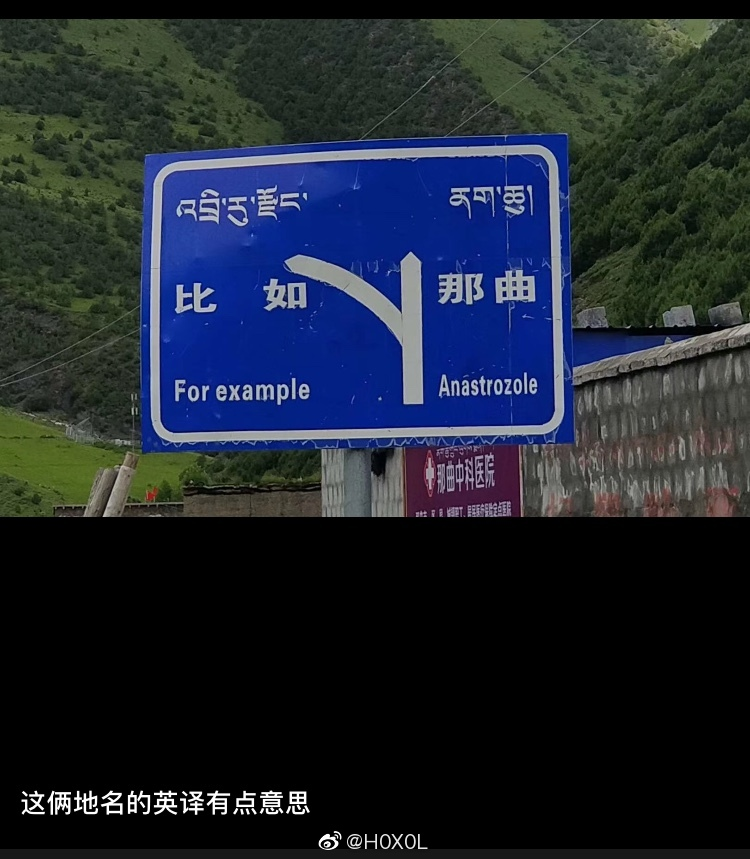 འབྲི་རུ་རྫོང་ ནག་ཆུ།
比如 那曲
For example Anastrozole
那曲中科医院
这俩地名的英译有点意思
@H0X0L